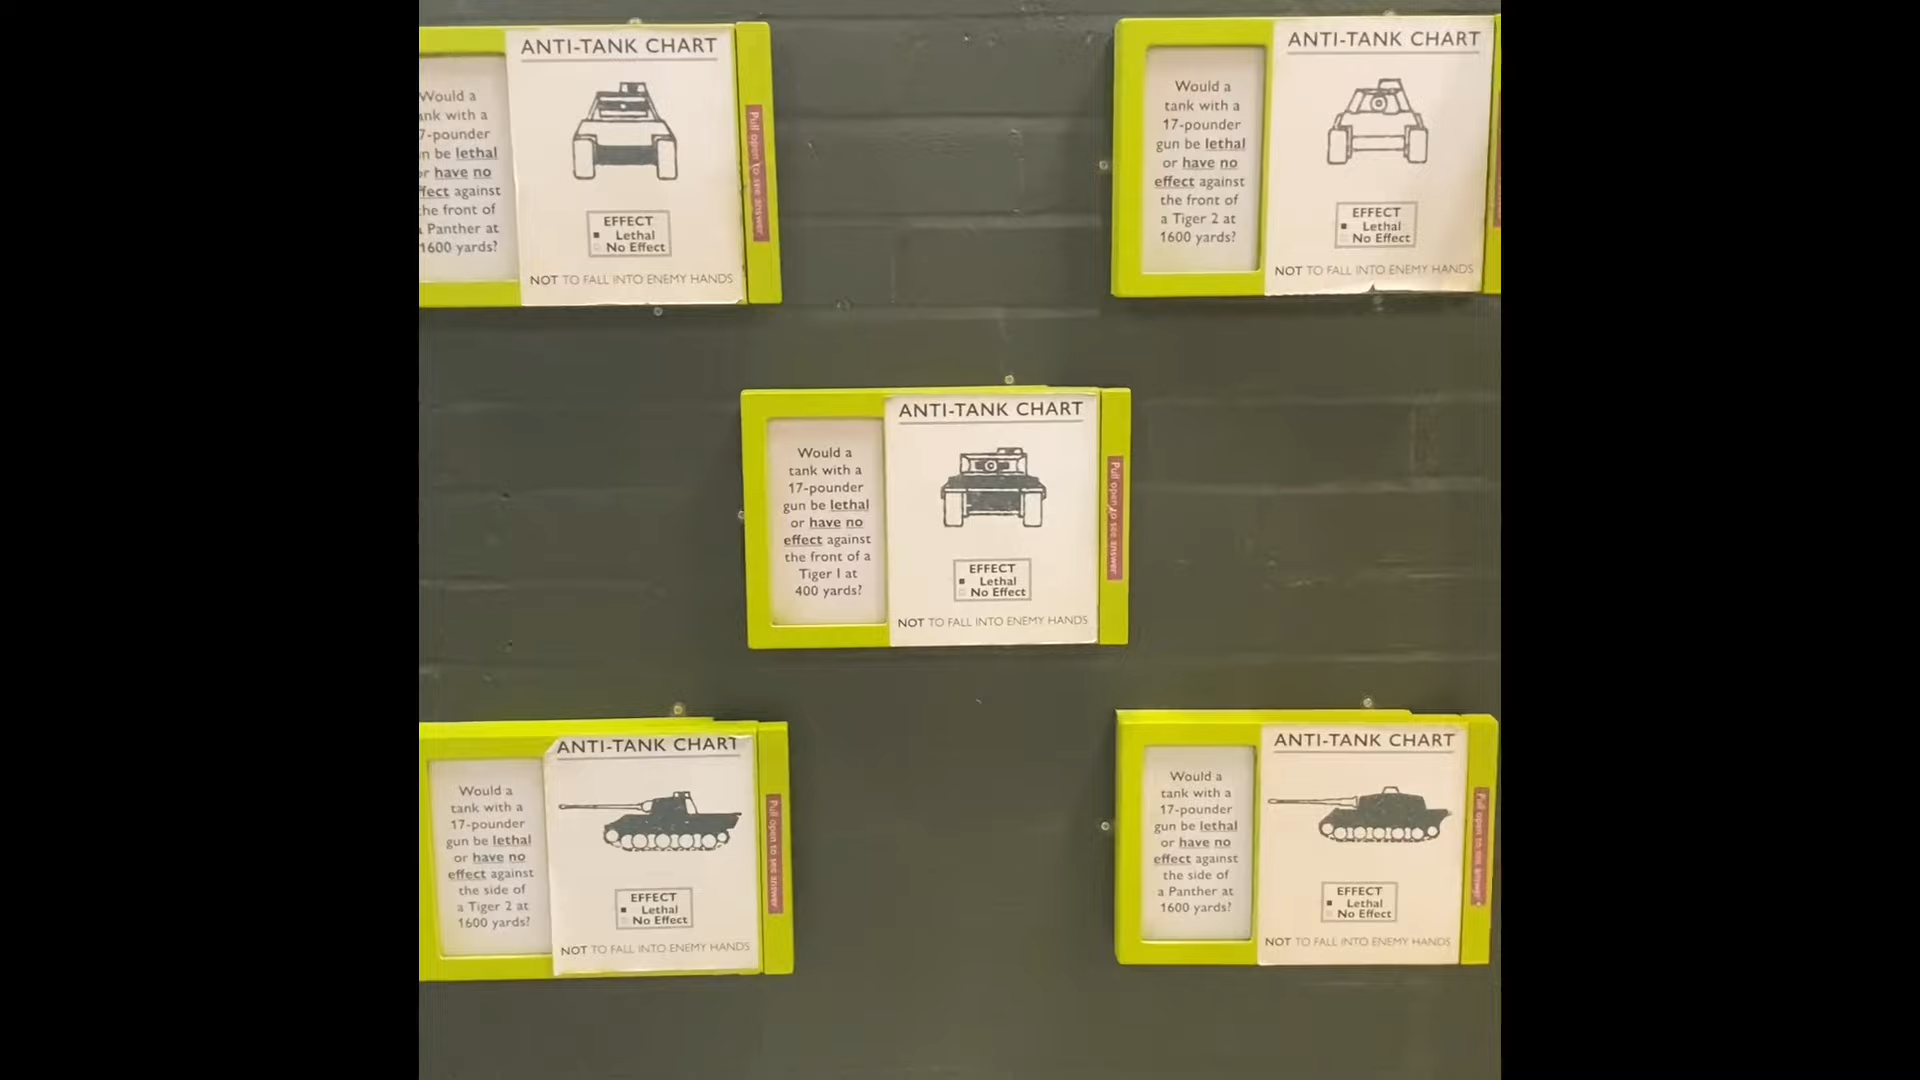 Would a
ank with a
7-pounder
n be lethal
r have no
fect against
he front of
Panther at
1600 yards?
ANTI-TANK CHART
EFFECT
Lethal
No Effect
NOT TO FALL INTO ENEMY HANDS
Pull open to see answer
Would a
tank with a
17-pounder
gun be lethal
or have no
effect against
the front of
a Tiger 2 at
1600 yards?
ANTI-TANK CHART
EFFECT
Lethal
No Effect
NOT TO FALL INTO ENEMY HANDS
Would a
tank with a
17-pounder
gun be lethal
or have no
effect against
the front of a
Tiger I at
400 yards?
ANTI-TANK CHART
EFFECT
Lethal
No Effect
NOT TO FALL INTO ENEMY HANDS
Pull open to see answer
Would a
tank with a
17-pounder
gun be lethal
or have no
effect against
the side of
a Tiger 2 at
1600 yards?
ANTI-TANK CHART
EFFECT
Lethal
No Effect
NOT TO FALL INTO ENEMY HANDS
Pull open to see answer
Would a
tank with a
17-pounder
gun be lethal
or have no
effect against
the side of
a Panther at
1600 yards?
ANTI-TANK CHART
EFFECT
Lethal
No Effect
NOT TO FALL INTO ENEMY HANDS
Pull open to see answer